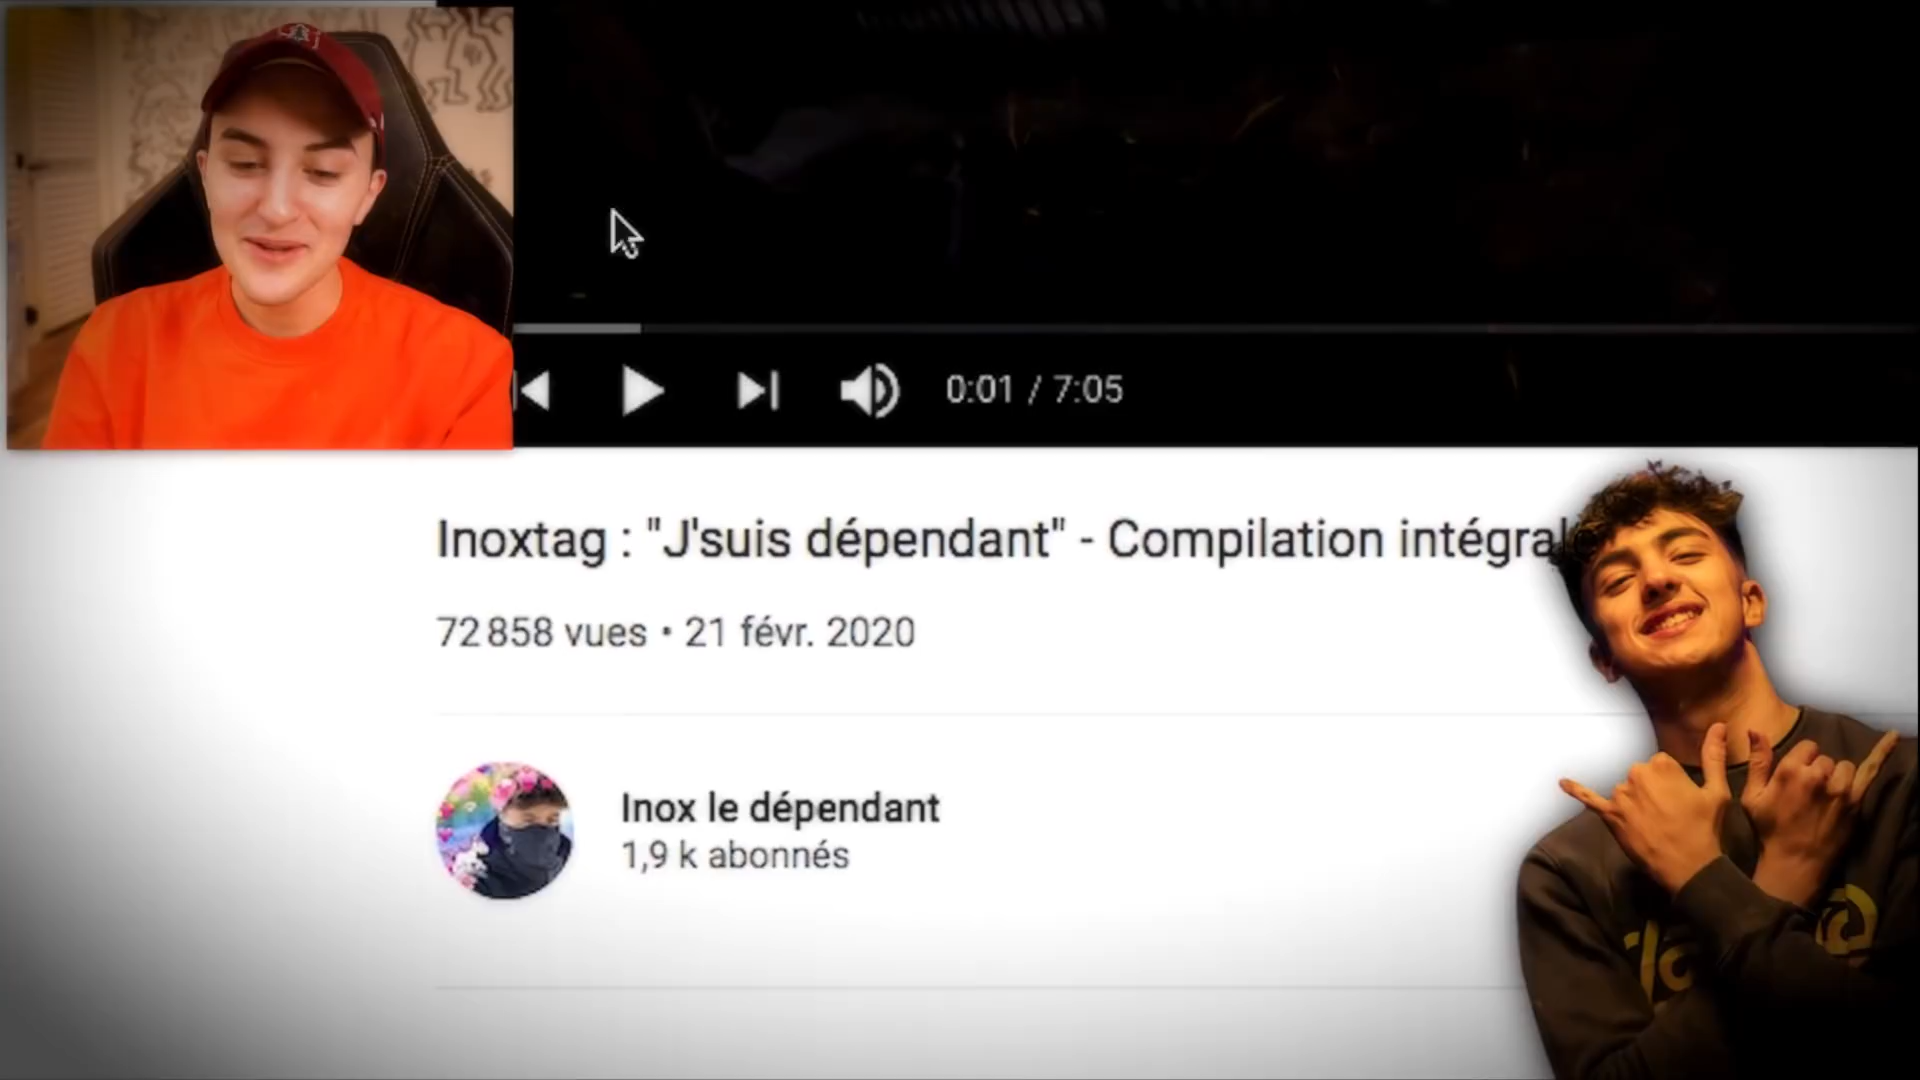 0:01 / 7:05
Inoxtag : "J'suis dépendant" - Compilation intégrale
72 858 vues • 21 févr. 2020
Inox le dépendant
1,9 k abonnés